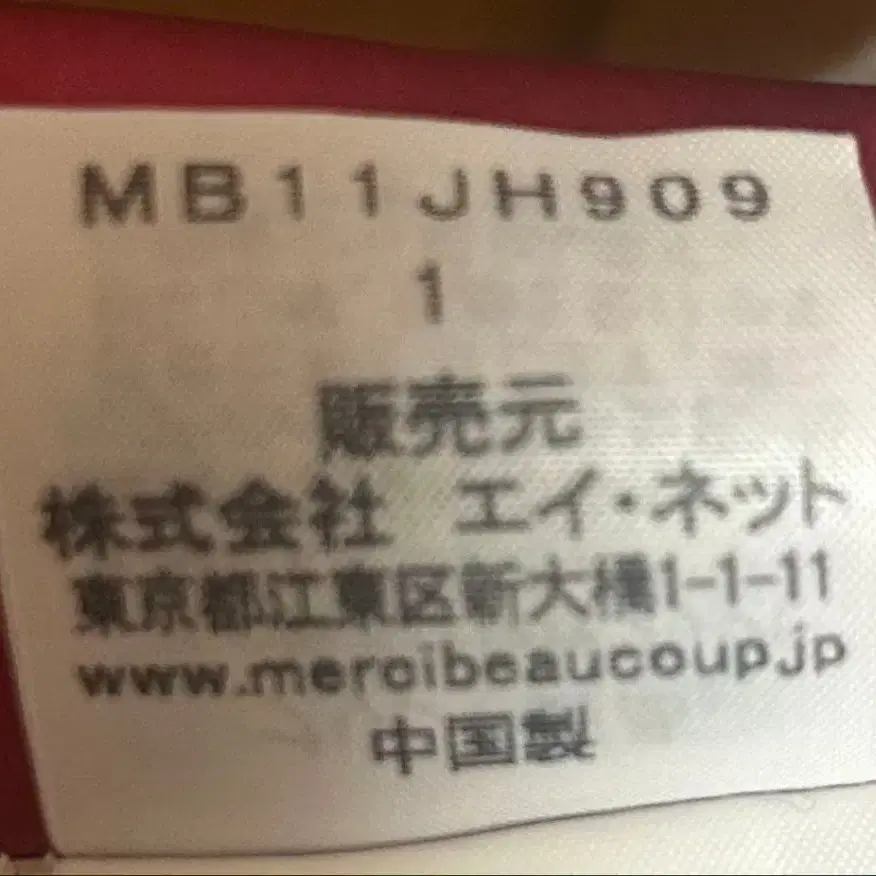 MB11JH909
1
販売元
株式会社 エイ・ネット
東京都江東区新大橋1-1-11
www.mercibeaucoup.jp
中国製